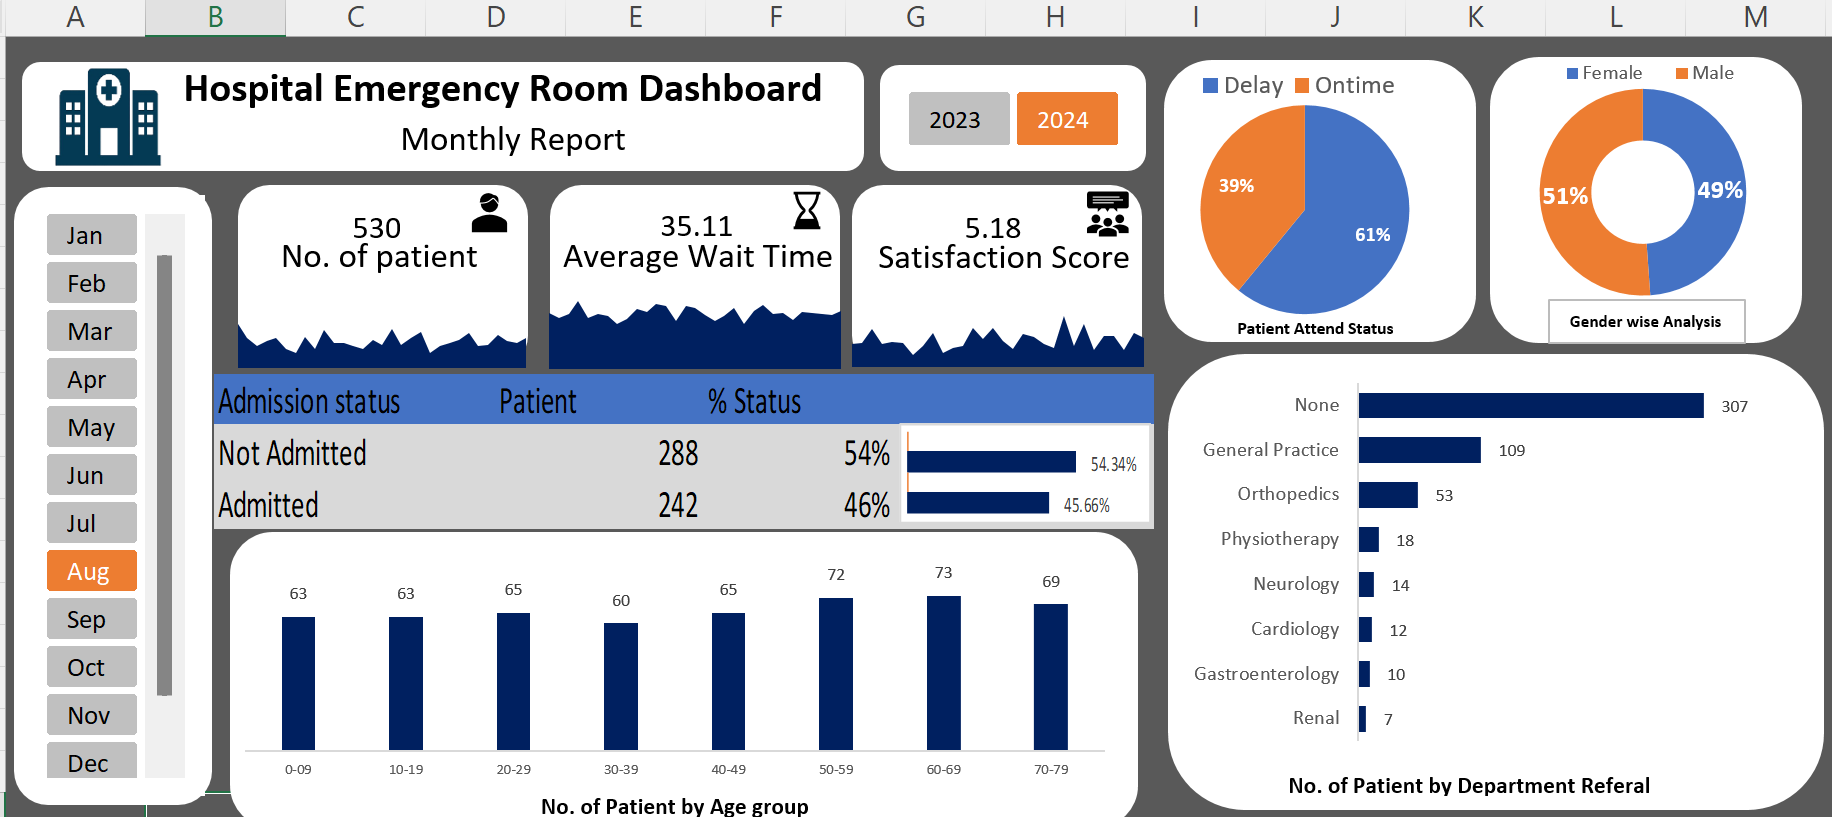 A B C D E F G H I J K L M
Hospital Emergency Room Dashboard
Monthly Report
2023 2024
Jan
Feb
Mar
Apr
May
Jun
Jul
Aug
Sep
Oct
Nov
Dec
530
No. of patient
35.11
Average Wait Time
5.18
Satisfaction Score
Delay Ontime
39%
61%
Patient Attend Status
Female Male
51% 49%
Gender wise Analysis
Admission status Patient % Status
Not Admitted 288 54% 54.34%
Admitted 242 46% 45.66%
63 63 65 60 65 72 73 69
0-09 10-19 20-29 30-39 40-49 50-59 60-69 70-79
No. of Patient by Age group
None 307
General Practice 109
Orthopedics 53
Physiotherapy 18
Neurology 14
Cardiology 12
Gastroenterology 10
Renal 7
No. of Patient by Department Referal